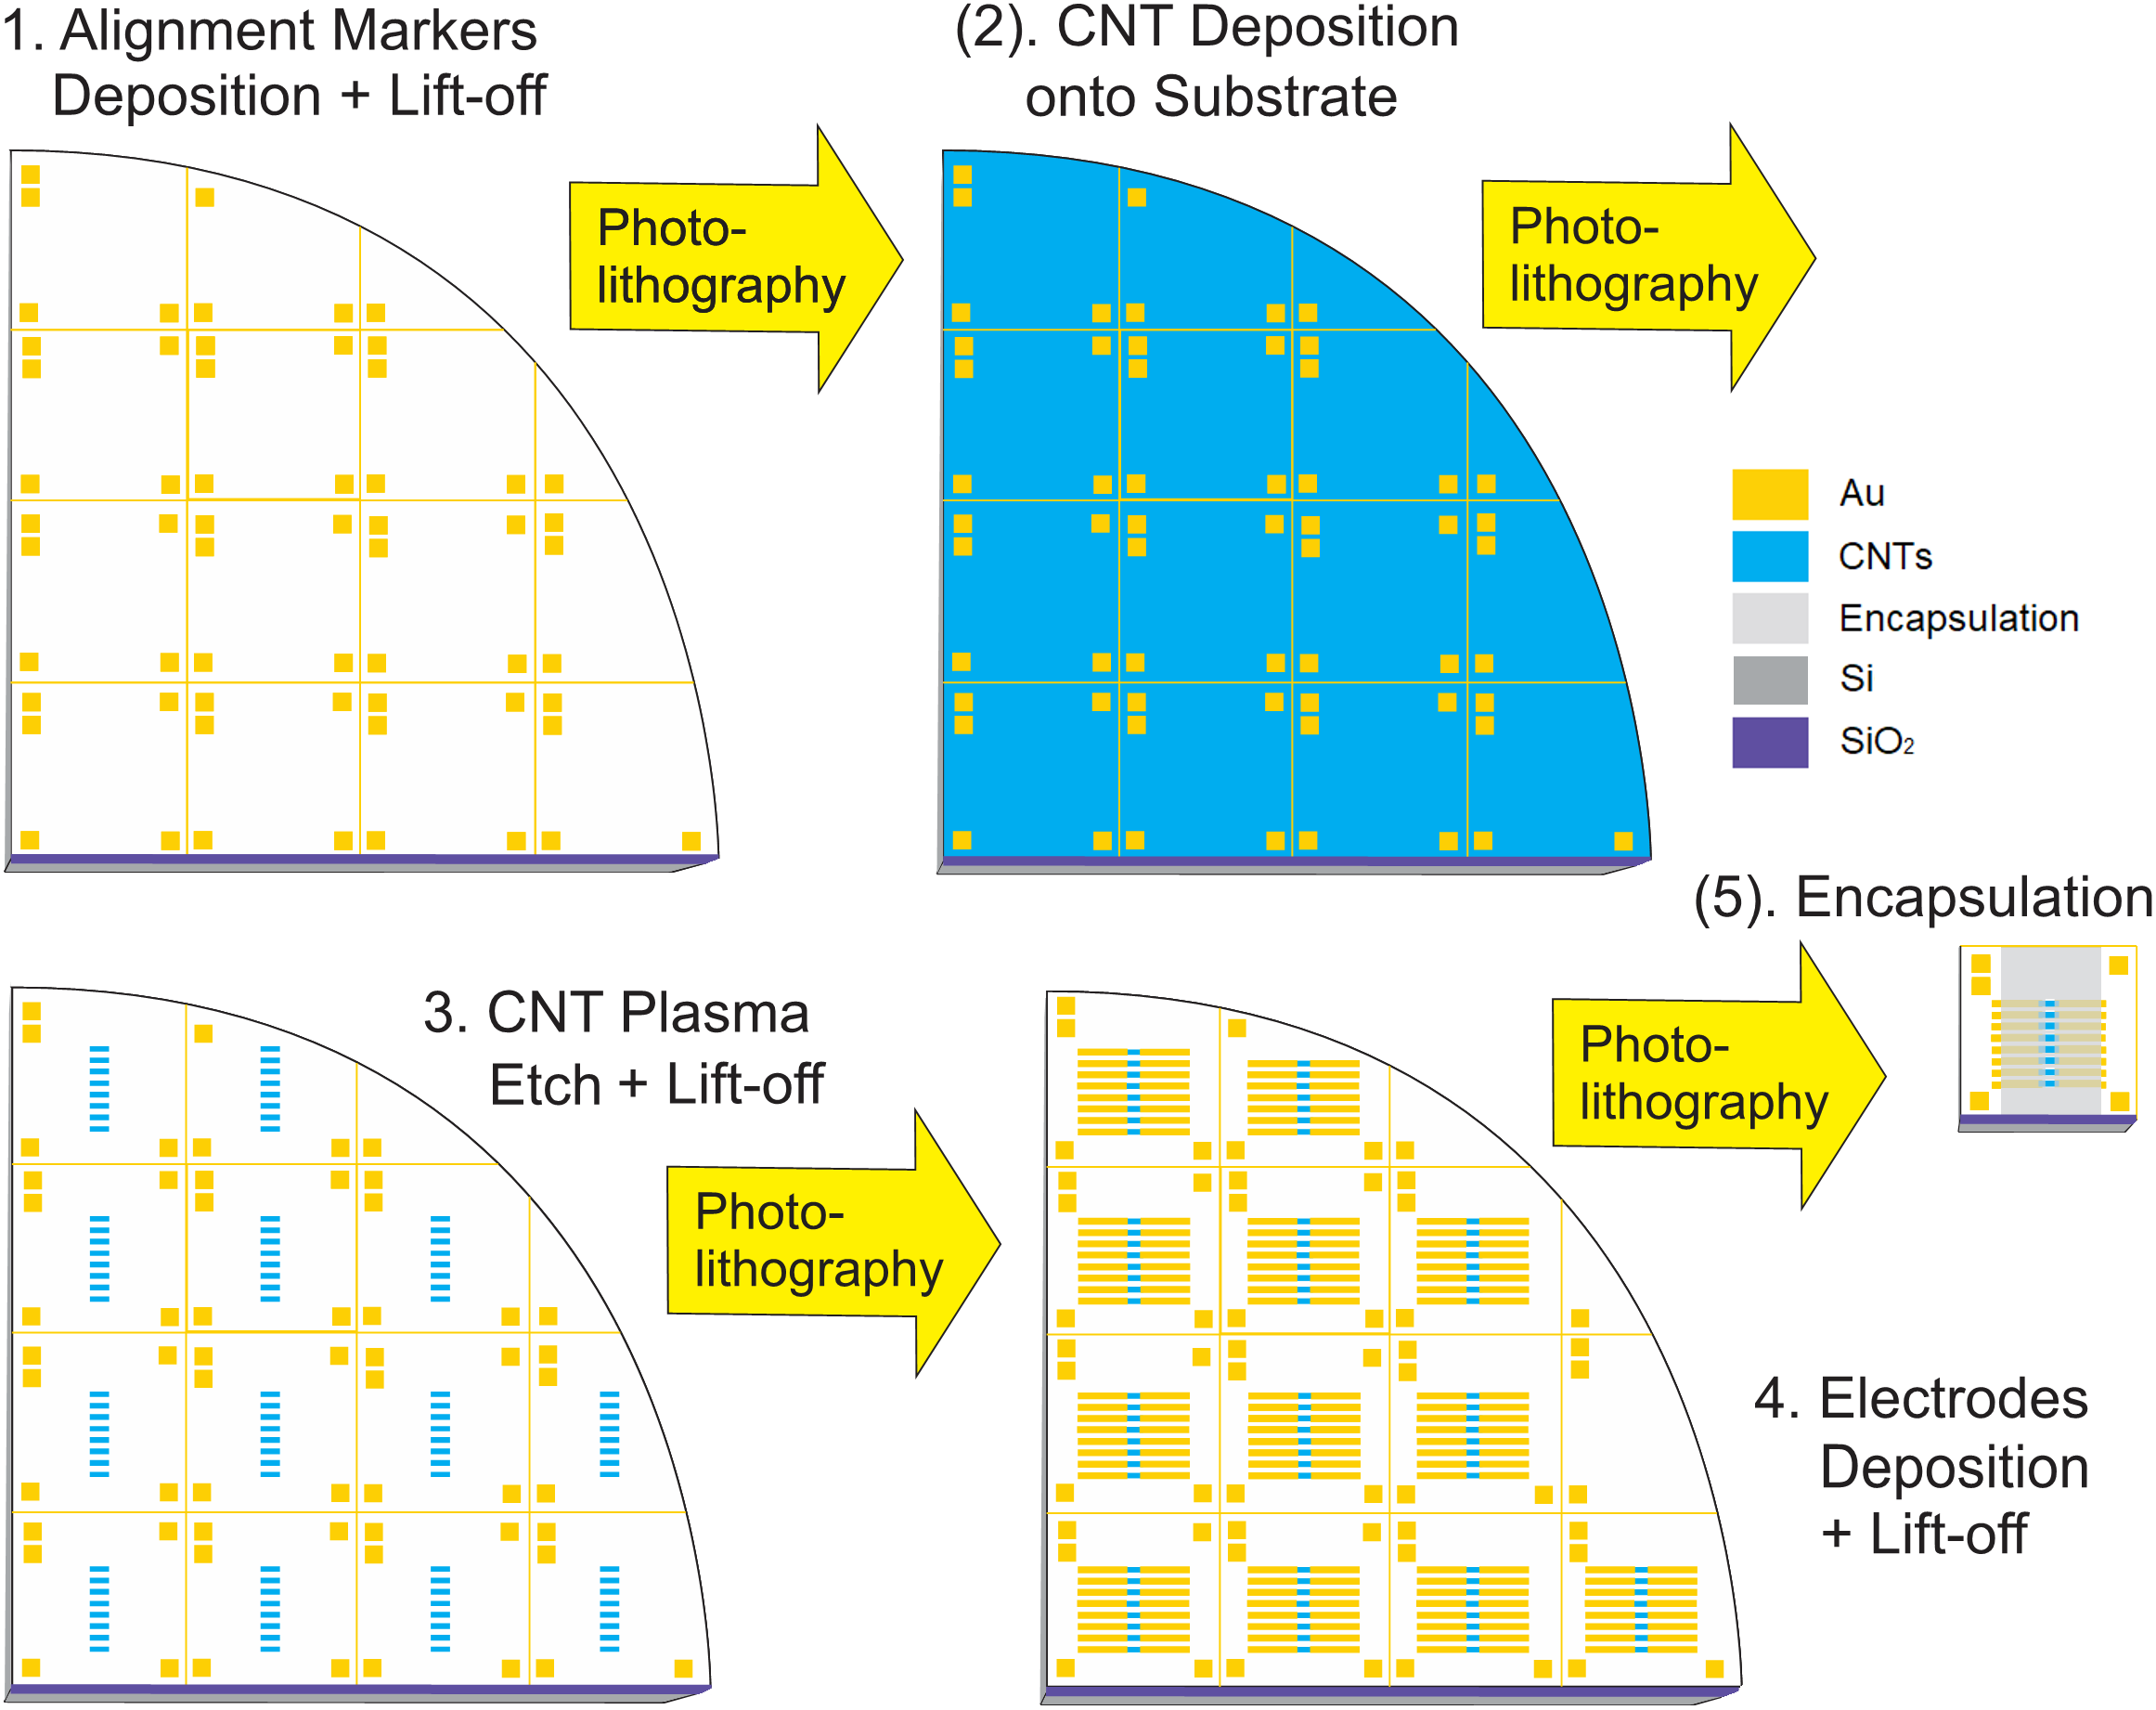 1. Alignment Markers
Deposition + Lift-off
Photo-
lithography
(2). CNT Deposition
onto Substrate
Photo-
lithography
Au
CNTs
Encapsulation
Si
SiO₂
3. CNT Plasma
Etch + Lift-off
Photo-
lithography
4. Electrodes
Deposition
+ Lift-off
Photo-
lithography
(5). Encapsulation